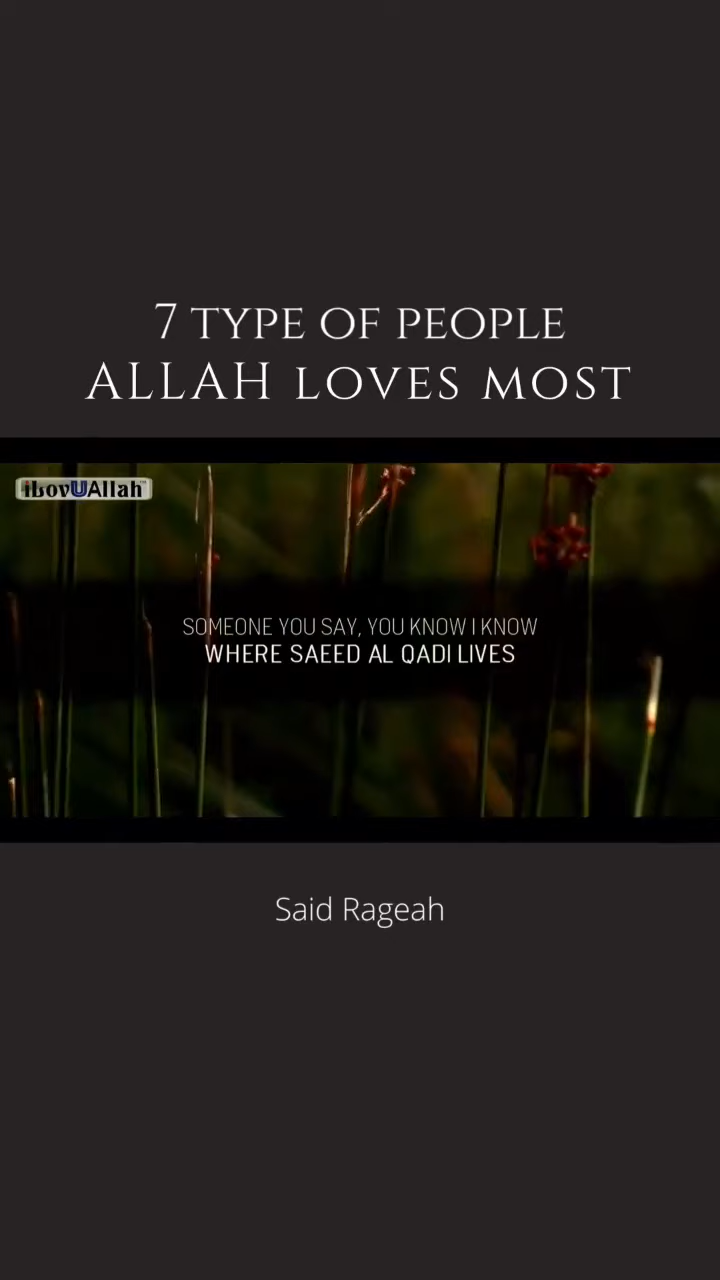 7 TYPE OF PEOPLE
ALLAH LOVES MOST
iLovUAllah™
SOMEONE YOU SAY, YOU KNOW I KNOW
WHERE SAEED AL QADI LIVES
Said Rageah